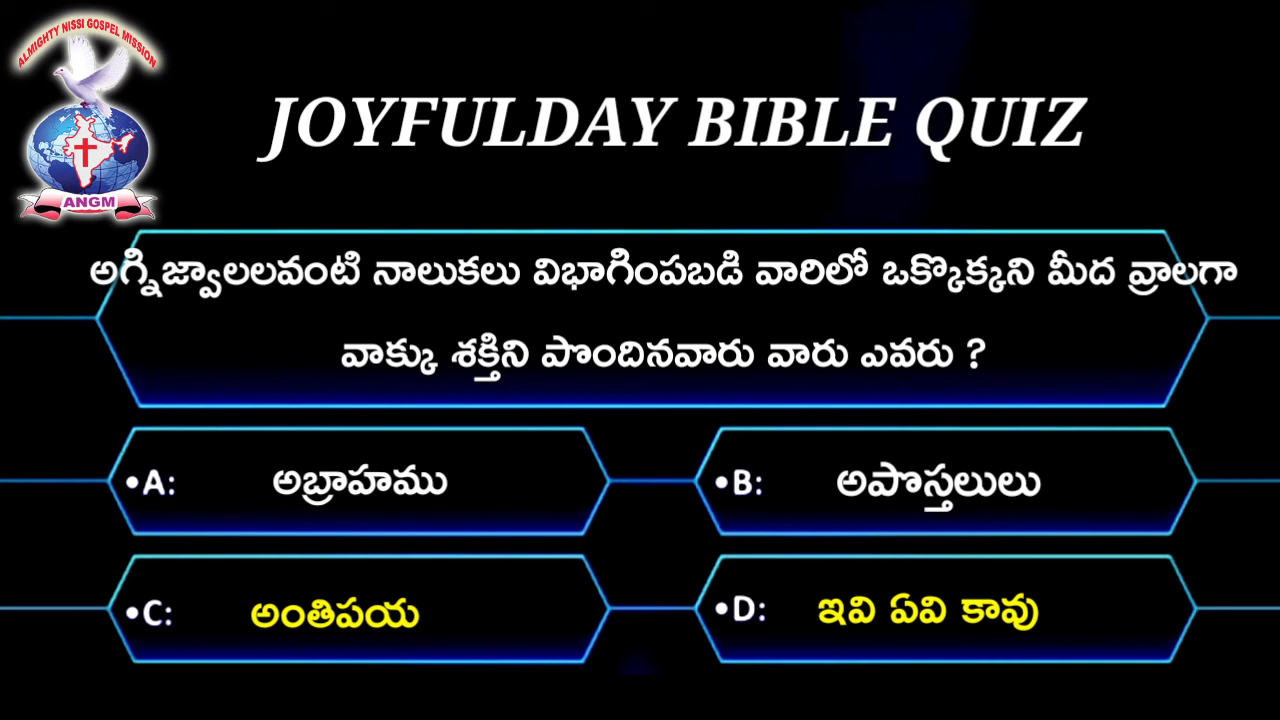 ALMIGHTY NISSI GOSPEL MISSION
ANGM
JOYFULDAY BIBLE QUIZ
అగ్నిజ్వాలలవంటి నాలుకలు విభాగింపబడి వారిలో ఒక్కొక్కని మీద వ్రాలగా
వాక్కు శక్తిని పొందినవారు వారు ఎవరు ?
•A: అబ్రాహము
•B: అపొస్తలులు
•C: అంతిపయ
•D: ఇవి ఏవి కావు